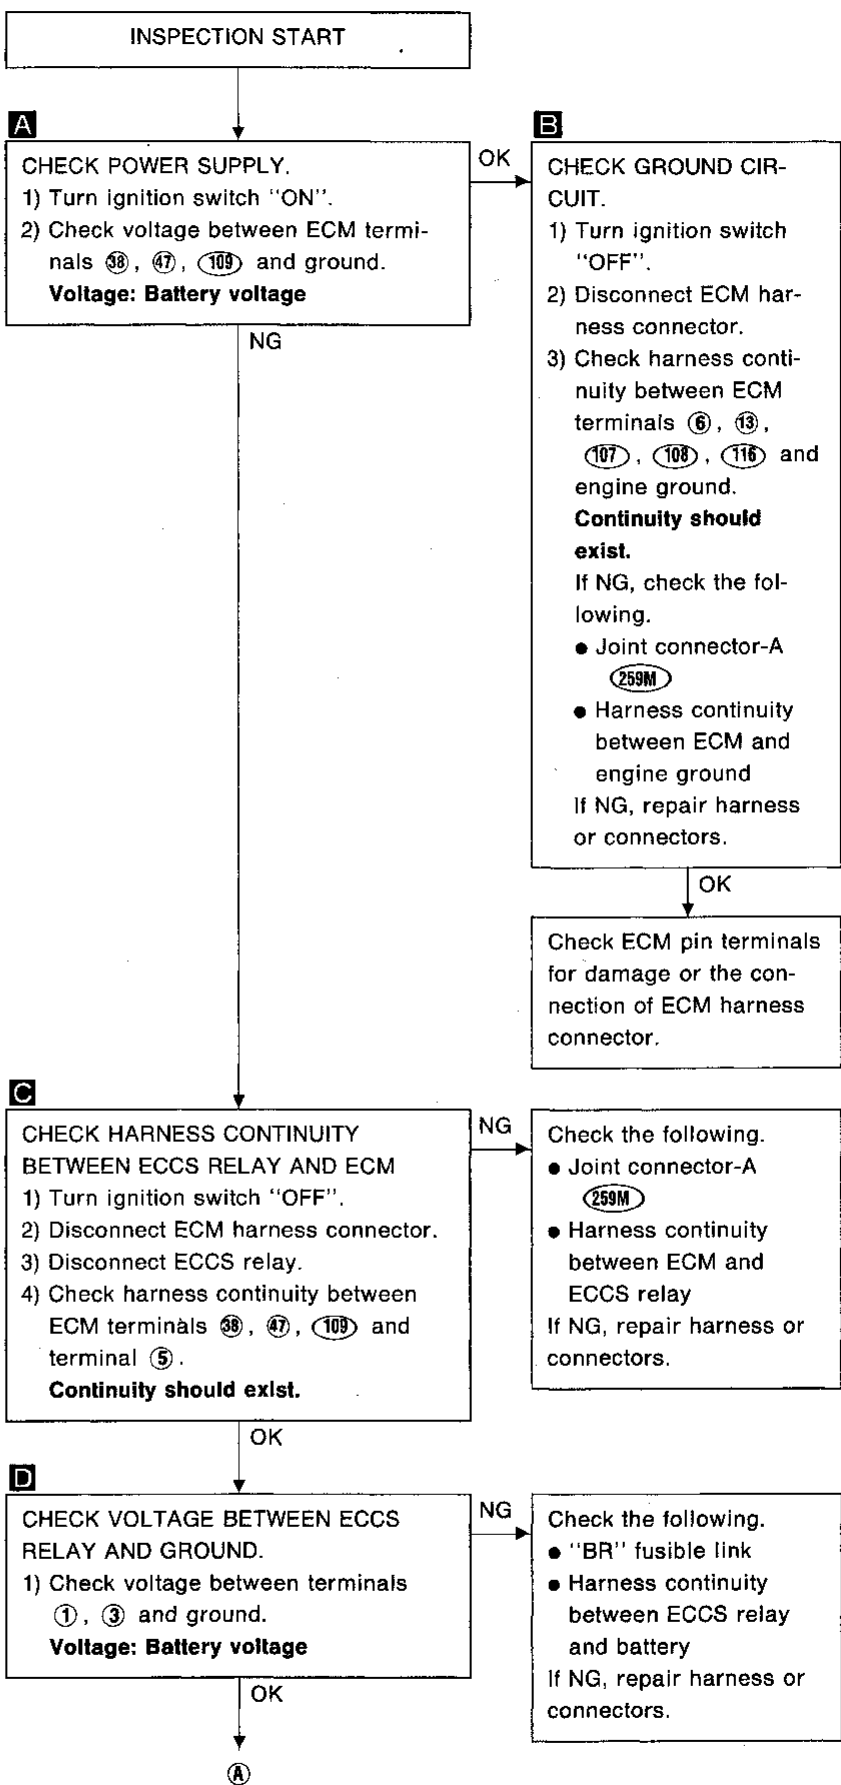 INSPECTION START
A
CHECK POWER SUPPLY.
1) Turn ignition switch "ON".
2) Check voltage between ECM termi-
nals 38, 47, 109 and ground.
Voltage: Battery voltage
OK
NG
B
CHECK GROUND CIR-
CUIT.
1) Turn ignition switch
"OFF".
2) Disconnect ECM har-
ness connector.
3) Check harness conti-
nuity between ECM
terminals 6, 13,
107, 108, 116 and
engine ground.
Continuity should
exist.
If NG, check the fol-
lowing.
● Joint connector-A
259M
● Harness continuity
between ECM and
engine ground
If NG, repair harness
or connectors.
OK
Check ECM pin terminals
for damage or the con-
nection of ECM harness
connector.
C
CHECK HARNESS CONTINUITY
BETWEEN ECCS RELAY AND ECM
1) Turn ignition switch "OFF".
2) Disconnect ECM harness connector.
3) Disconnect ECCS relay.
4) Check harness continuity between
ECM terminals 38, 47, 109 and
terminal 5.
Continuity should exist.
NG
Check the following.
● Joint connector-A
259M
● Harness continuity
between ECM and
ECCS relay
If NG, repair harness or
connectors.
OK
D
CHECK VOLTAGE BETWEEN ECCS
RELAY AND GROUND.
1) Check voltage between terminals
1, 3 and ground.
Voltage: Battery voltage
NG
Check the following.
● "BR" fusible link
● Harness continuity
between ECCS relay
and battery
If NG, repair harness or
connectors.
OK
A